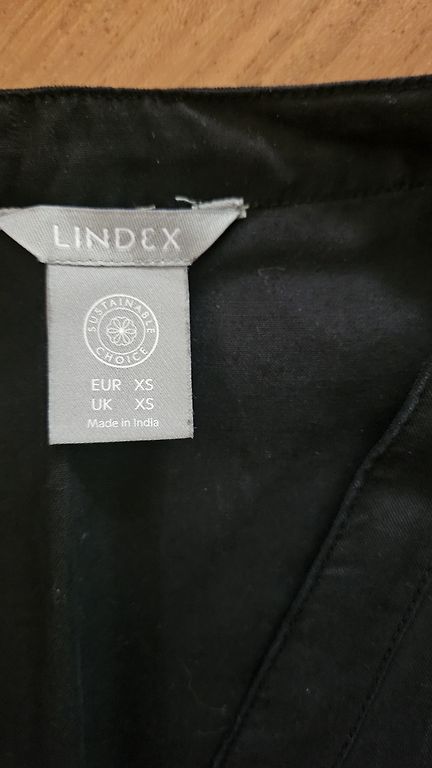 LINDEX
SUSTAINABLE
CHOICE
EUR XS
UK XS
Made in India